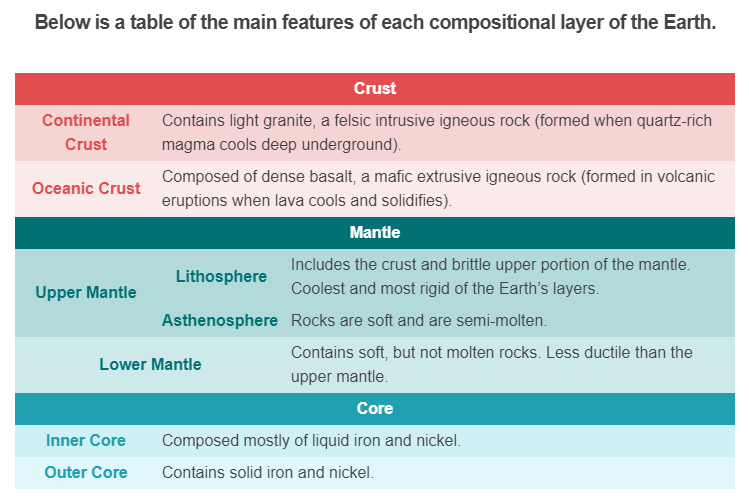 Below is a table of the main features of each compositional layer of the Earth.
Crust
Continental
Crust
Contains light granite, a felsic intrusive igneous rock (formed when quartz-rich
magma cools deep underground).
Oceanic Crust
Composed of dense basalt, a mafic extrusive igneous rock (formed in volcanic
eruptions when lava cools and solidifies).
Mantle
Upper Mantle
Lithosphere
Includes the crust and brittle upper portion of the mantle.
Coolest and most rigid of the Earth’s layers.
Asthenosphere
Rocks are soft and are semi-molten.
Lower Mantle
Contains soft, but not molten rocks. Less ductile than the
upper mantle.
Core
Inner Core
Composed mostly of liquid iron and nickel.
Outer Core
Contains solid iron and nickel.